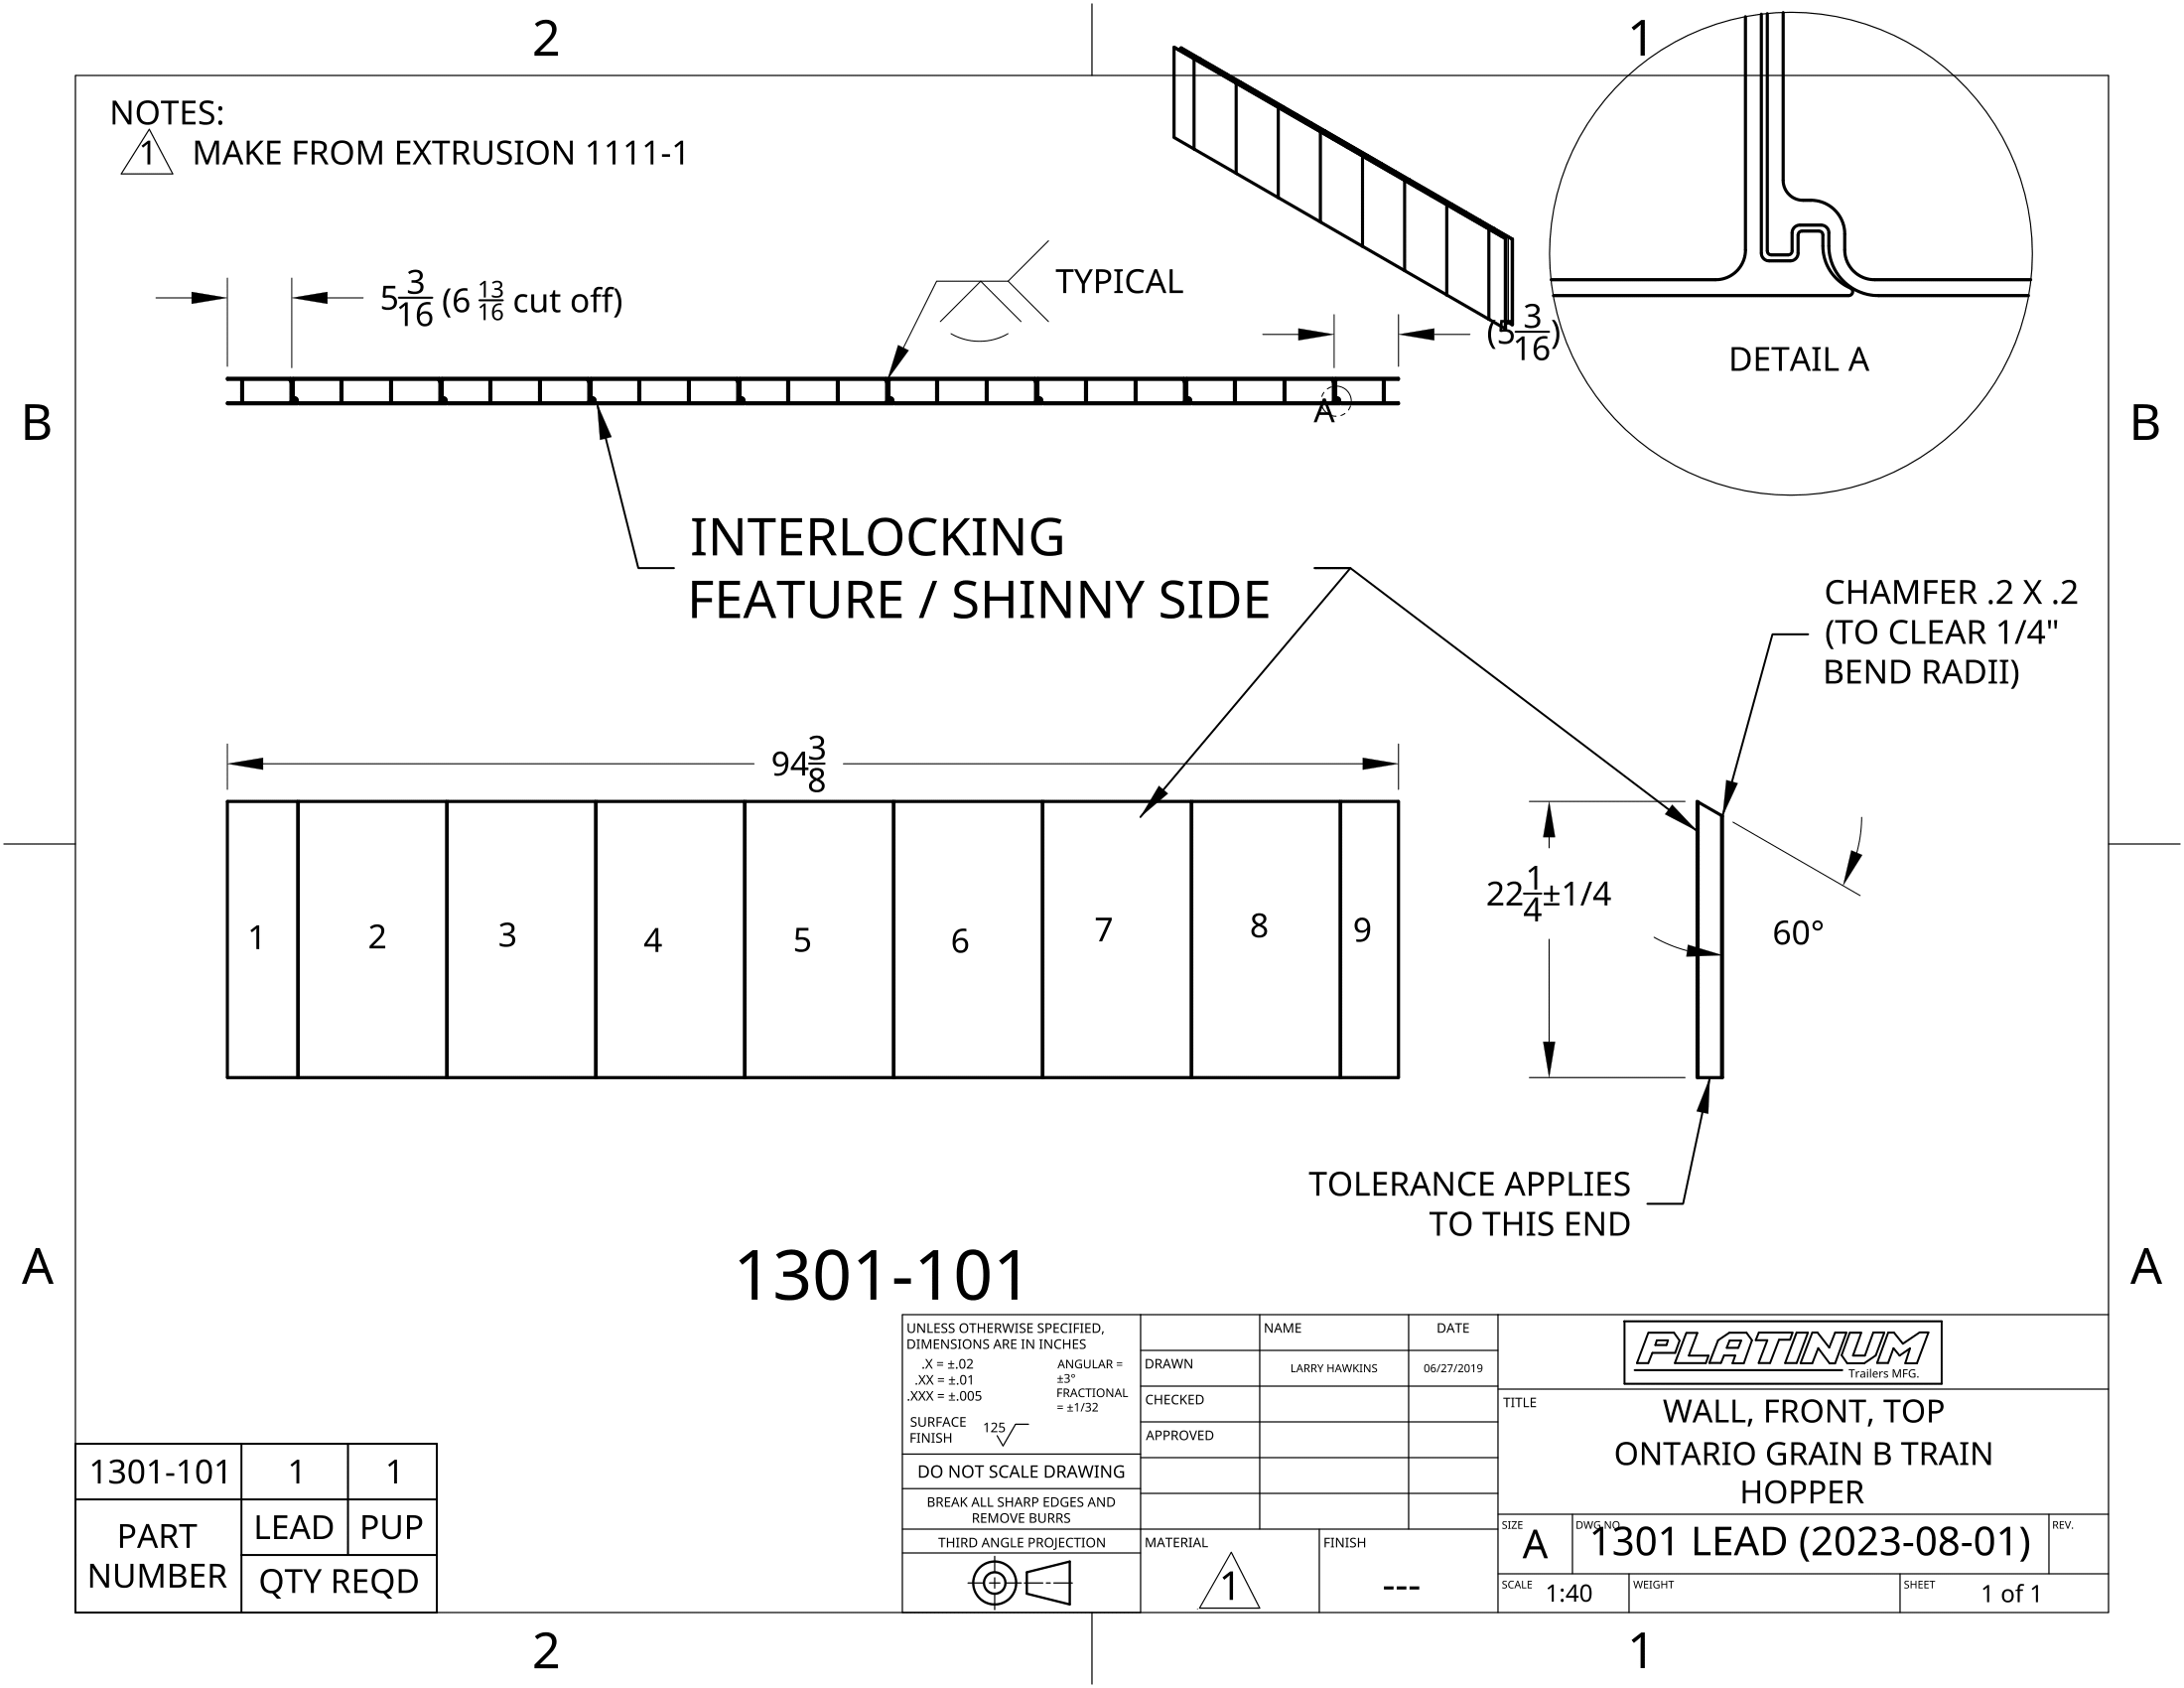 2
1
NOTES:
1 MAKE FROM EXTRUSION 1111-1
5 3/16 (6 13/16 cut off)
TYPICAL
(5 3/16)
DETAIL A
A
B
B
INTERLOCKING
FEATURE / SHINNY SIDE
CHAMFER .2 X .2
(TO CLEAR 1/4"
BEND RADII)
94 3/8
1 2 3 4 5 6 7 8 9
22 1/4 ±1/4
60°
TOLERANCE APPLIES
TO THIS END
A
A
1301-101
UNLESS OTHERWISE SPECIFIED,
DIMENSIONS ARE IN INCHES
.X = ±.02
.XX = ±.01
.XXX = ±.005
ANGULAR =
±3°
FRACTIONAL
= ±1/32
SURFACE
FINISH
125
DO NOT SCALE DRAWING
BREAK ALL SHARP EDGES AND
REMOVE BURRS
THIRD ANGLE PROJECTION
NAME DATE
DRAWN LARRY HAWKINS 06/27/2019
CHECKED
APPROVED
MATERIAL
1
FINISH
---
PLATINUM
Trailers MFG.
TITLE
WALL, FRONT, TOP
ONTARIO GRAIN B TRAIN
HOPPER
SIZE
A
DWG NO.
1301 LEAD (2023-08-01)
REV.
SCALE 1:40
WEIGHT
SHEET 1 of 1
1301-101 1 1
PART
NUMBER
LEAD PUP
QTY REQD
2
1